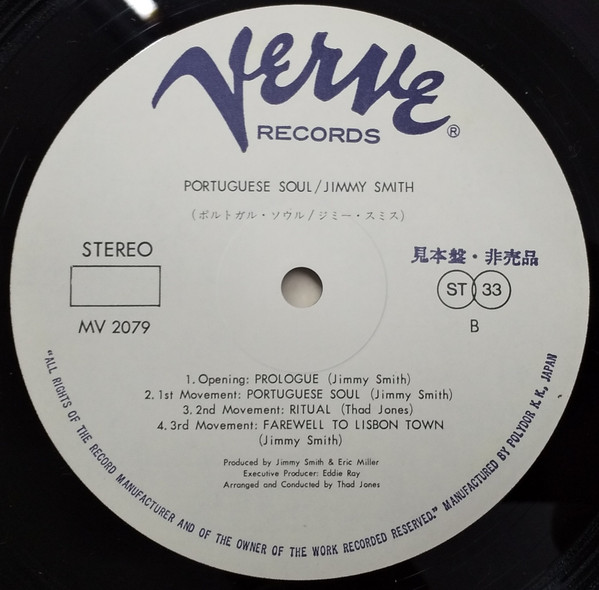 Verve
RECORDS ®
PORTUGUESE SOUL/JIMMY SMITH
(ポルトガル・ソウル/ジミー・スミス)
STEREO
見本盤・非売品
ST 33
MV 2079
B
1. Opening: PROLOGUE (Jimmy Smith)
2. 1st Movement: PORTUGUESE SOUL (Jimmy Smith)
3. 2nd Movement: RITUAL (Thad Jones)
4. 3rd Movement: FAREWELL TO LISBON TOWN
(Jimmy Smith)
Produced by Jimmy Smith & Eric Miller
Executive Producer: Eddie Ray
Arranged and Conducted by Thad Jones
"ALL RIGHTS OF THE RECORD MANUFACTURER AND OF THE OWNER OF THE WORK RECORDED RESERVED." MANUFACTURED BY POLYDOR K.K., JAPAN